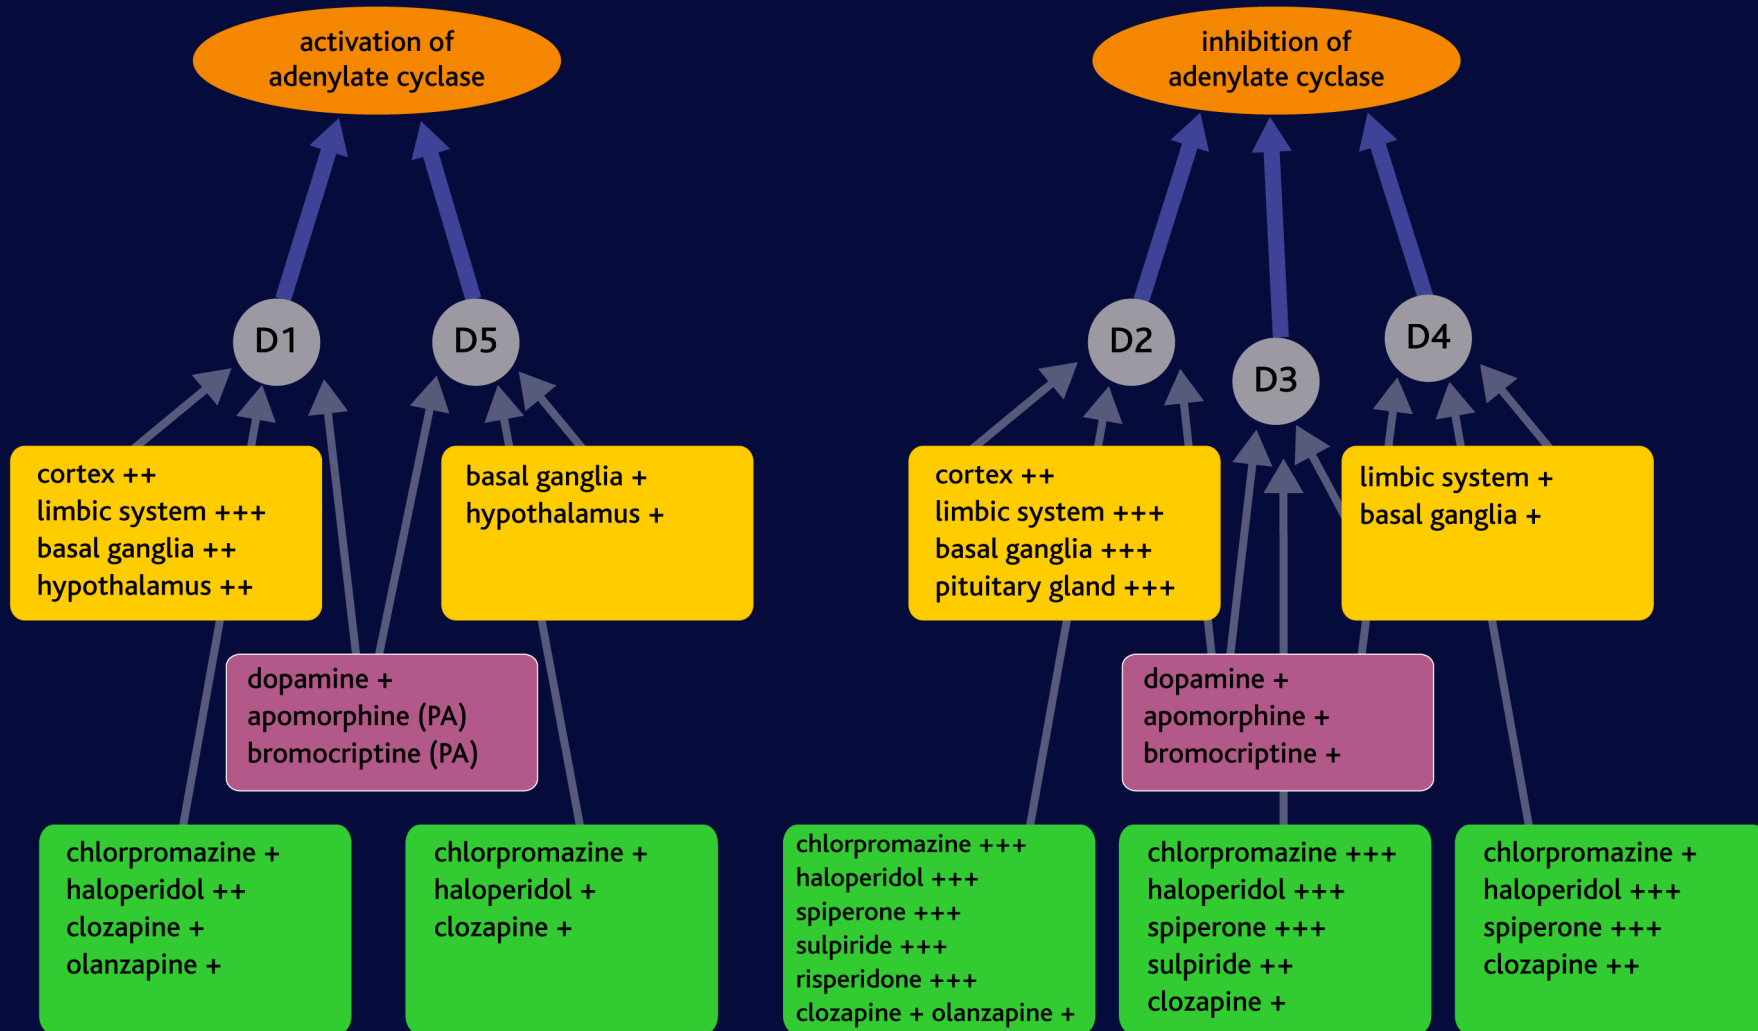 activation of
adenylate cyclase
inhibition of
adenylate cyclase
D1
D5
D2
D3
D4
cortex ++
limbic system +++
basal ganglia ++
hypothalamus ++
basal ganglia +
hypothalamus +
cortex ++
limbic system +++
basal ganglia +++
pituitary gland +++
limbic system +
basal ganglia +
dopamine +
apomorphine (PA)
bromocriptine (PA)
dopamine +
apomorphine +
bromocriptine +
chlorpromazine +
haloperidol ++
clozapine +
olanzapine +
chlorpromazine +
haloperidol +
clozapine +
chlorpromazine +++
haloperidol +++
spiperone +++
sulpiride +++
risperidone +++
clozapine + olanzapine +
chlorpromazine +++
haloperidol +++
spiperone +++
sulpiride ++
clozapine +
chlorpromazine +
haloperidol +++
spiperone +++
clozapine ++